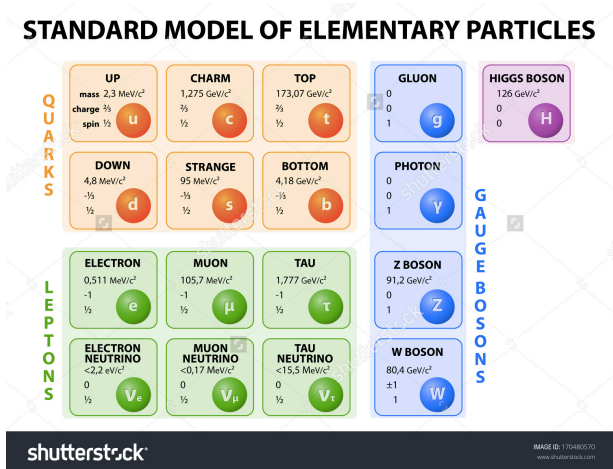 STANDARD MODEL OF ELEMENTARY PARTICLES
QUARKS
UP
mass 2,3 MeV/c²
charge ⅔
spin ½
u
CHARM
1,275 GeV/c²
⅔
½
c
TOP
173,07 GeV/c²
⅔
½
t
GLUON
0
0
1
g
HIGGS BOSON
126 GeV/c²
0
0
H
DOWN
4,8 MeV/c²
-⅓
½
d
STRANGE
95 MeV/c²
-⅓
½
s
BOTTOM
4,18 GeV/c²
-⅓
½
b
PHOTON
0
0
1
γ
GAUGE BOSONS
LEPTONS
ELECTRON
0,511 MeV/c²
-1
½
e
MUON
105,7 MeV/c²
-1
½
μ
TAU
1,777 GeV/c²
-1
½
τ
Z BOSON
91,2 GeV/c²
0
1
Z
ELECTRON
NEUTRINO
<2,2 eV/c²
0
½
Ve
MUON
NEUTRINO
<0,17 MeV/c²
0
½
Vμ
TAU
NEUTRINO
<15,5 MeV/c²
0
½
Vτ
W BOSON
80,4 GeV/c²
±1
1
W
shutterstock
IMAGE ID: 170480570
www.shutterstock.com